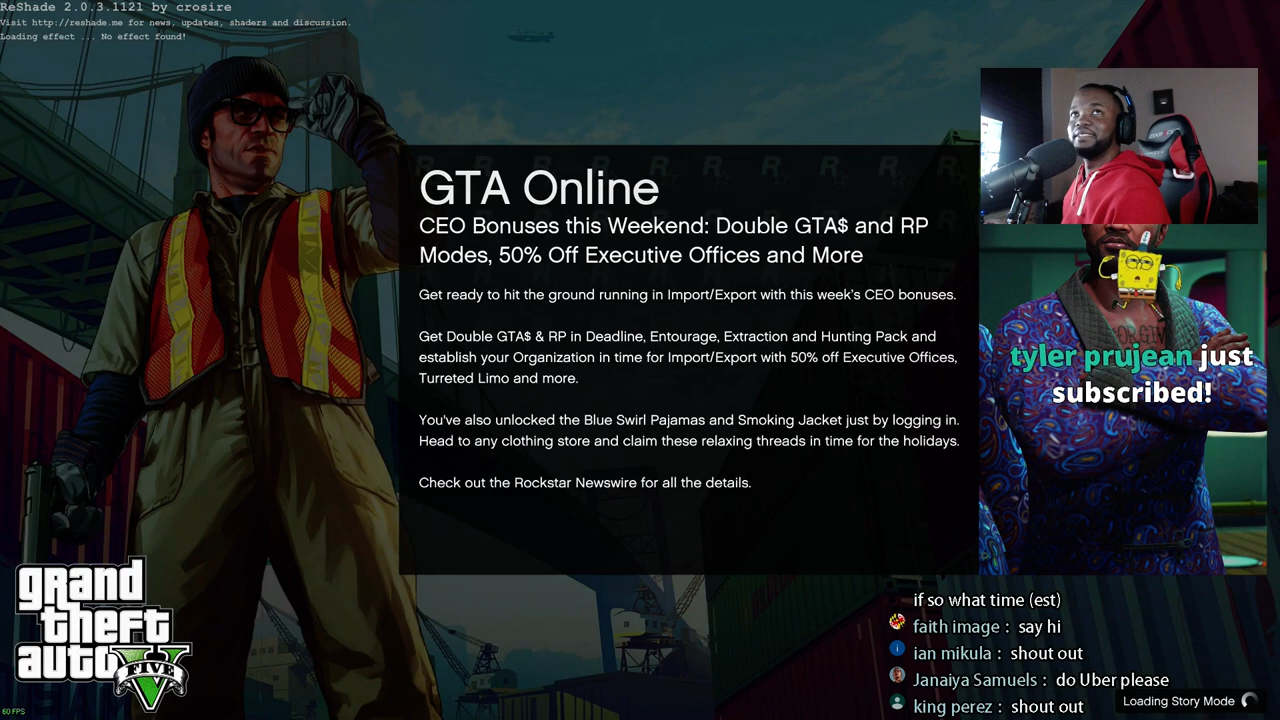 ReShade 2.0.3.1121 by crosire
Visit http://reshade.me for news, updates, shaders and discussion.
Loading effect ... No effect found!
GTA Online
CEO Bonuses this Weekend: Double GTA$ and RP
Modes, 50% Off Executive Offices and More
Get ready to hit the ground running in Import/Export with this week's CEO bonuses.
Get Double GTA$ & RP in Deadline, Entourage, Extraction and Hunting Pack and
establish your Organization in time for Import/Export with 50% off Executive Offices,
Turreted Limo and more.
You've also unlocked the Blue Swirl Pajamas and Smoking Jacket just by logging in.
Head to any clothing store and claim these relaxing threads in time for the holidays.
Check out the Rockstar Newswire for all the details.
tyler prujean just
subscribed!
grand
theft
auto V
FIVE
if so what time (est)
faith image : say hi
ian mikula : shout out
Janaiya Samuels : do Uber please
king perez : shout out
Loading Story Mode
60 FPS